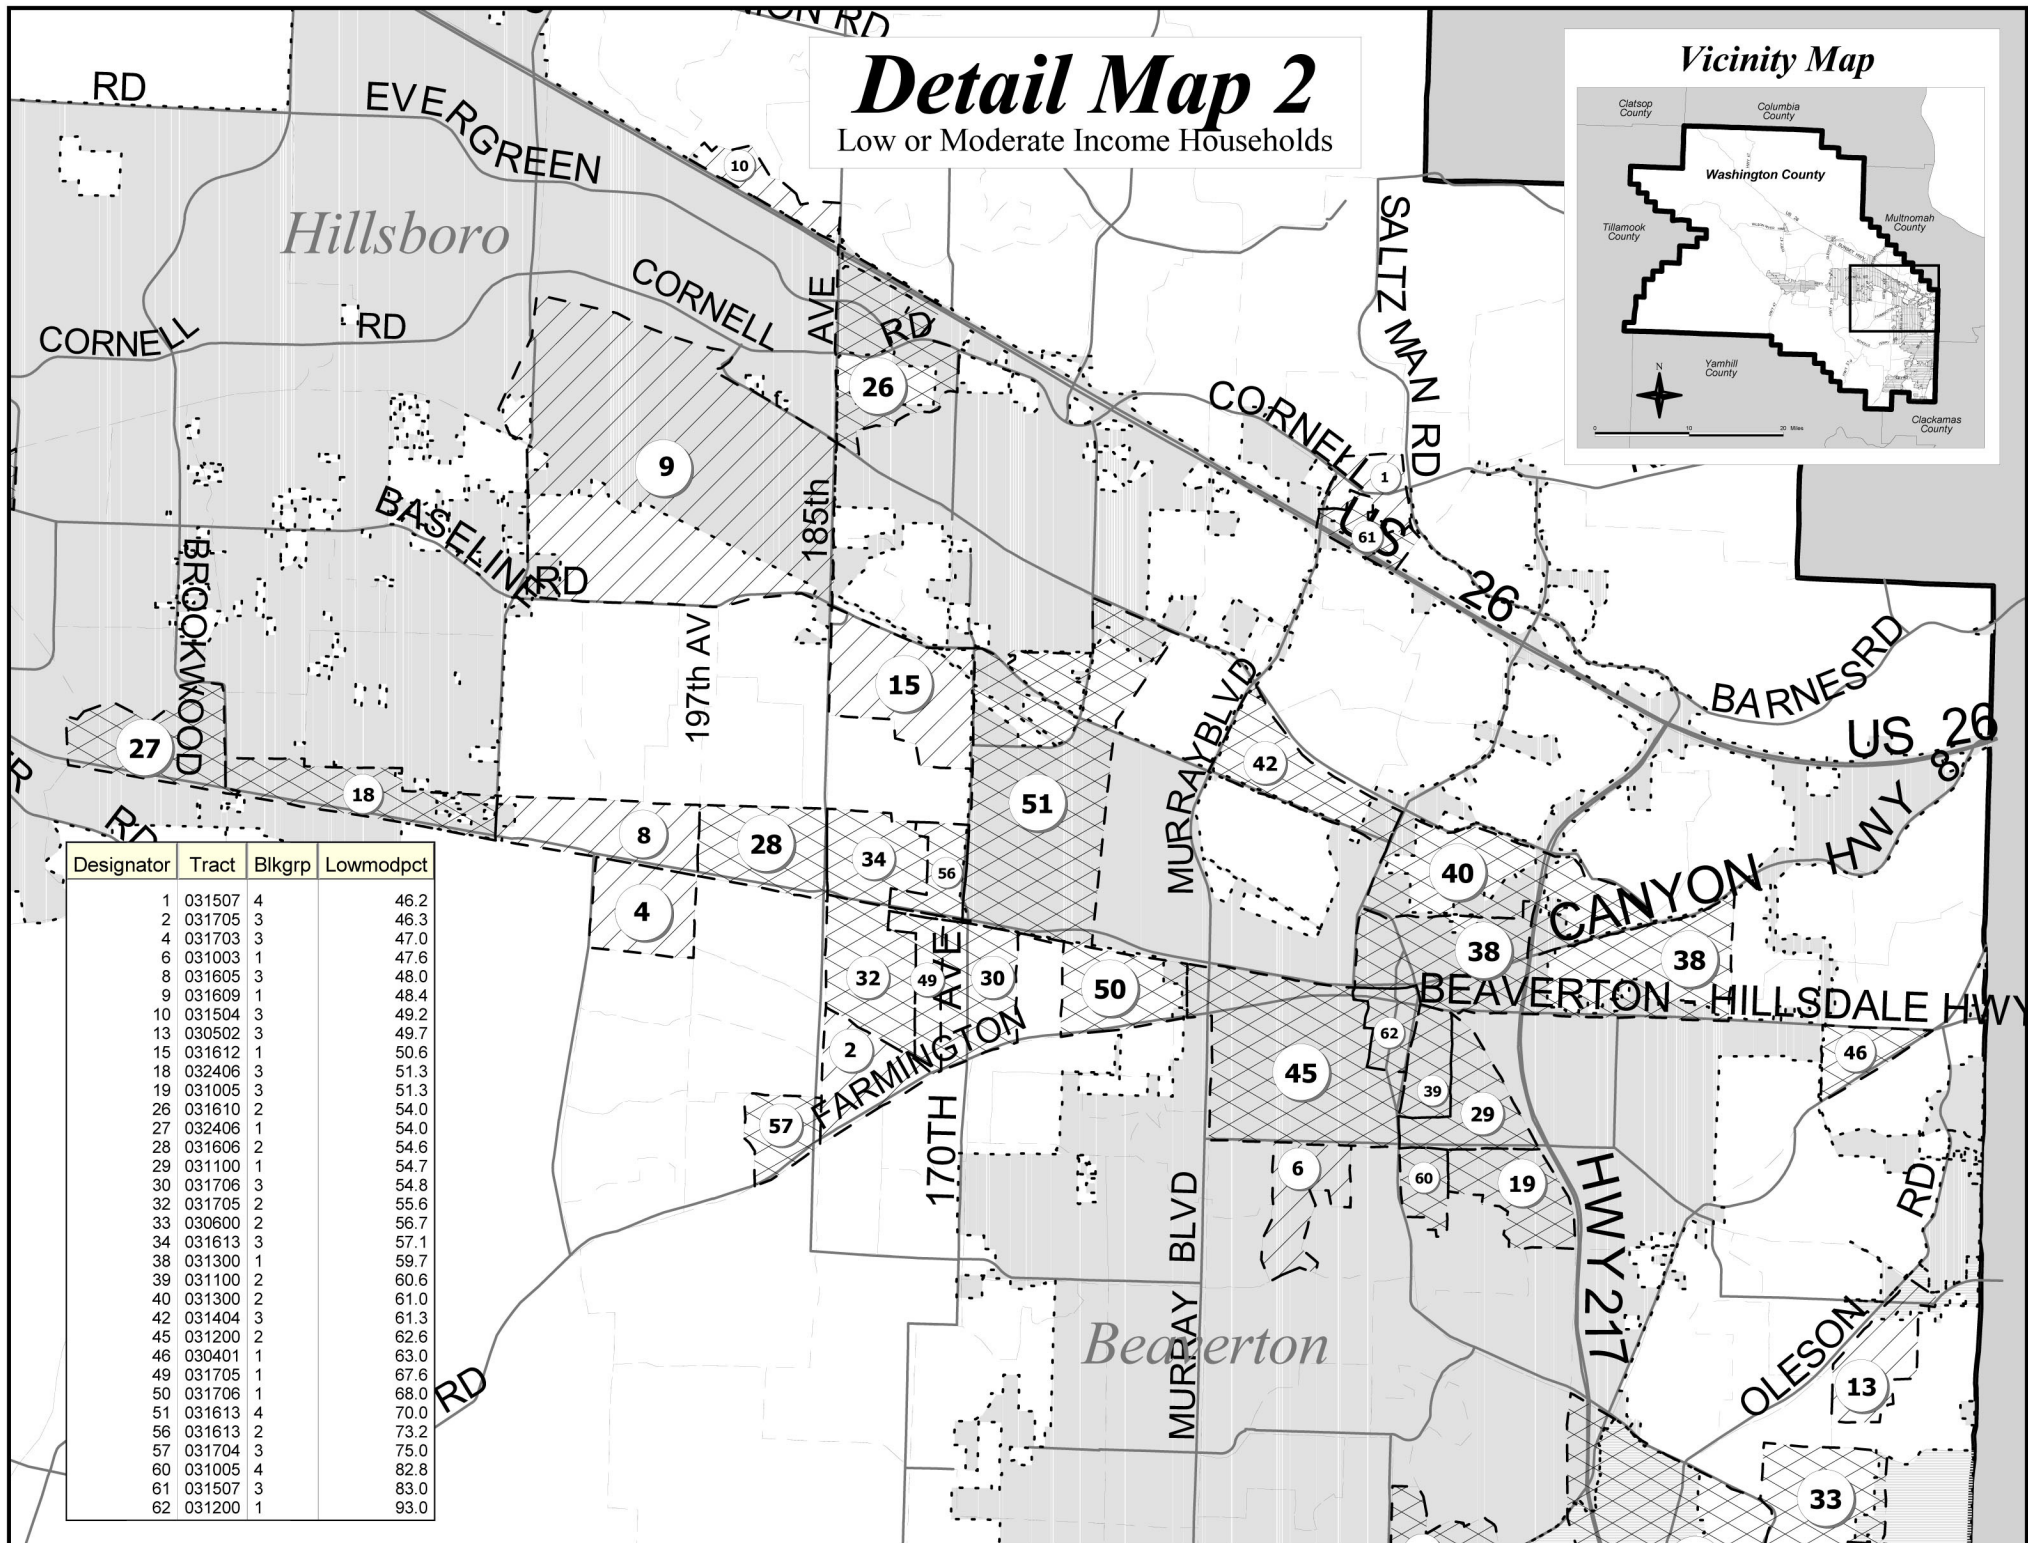 Detail Map 2
Low or Moderate Income Households
Vicinity Map
Clatsop
County
Columbia
County
Washington County
Tillamook
County
Multnomah
County
Yamhill
County
Clackamas
County
N
0 10 20 Miles
RD
EVERGREEN
Hillsboro
CORNELL
RD
CORNELL
RD
AVE
185th
SALTZMAN RD
CORNELL
US
26
BASELINE
RD
BROOKWOOD
197th AV
MURRAY BLVD
BARNES RD
US 26
HWY 8
CANYON
BEAVERTON - HILLSDALE HWY
RD
AVE
170TH
FARMINGTON
MURRAY BLVD
HWY 217
RD
OLESON
Beaverton
MURRAY BLVD
RD
10
26
9
1
61
15
27
18
51
42
8
28
34
56
40
4
38
38
32
49
30
50
62
2
45
46
39
29
57
6
60
19
13
33
Designator Tract Blkgrp Lowmodpct
1 031507 4 46.2
2 031705 3 46.3
4 031703 3 47.0
6 031003 1 47.6
8 031605 3 48.0
9 031609 1 48.4
10 031504 3 49.2
13 030502 3 49.7
15 031612 1 50.6
18 032406 3 51.3
19 031005 3 51.3
26 031610 2 54.0
27 032406 1 54.0
28 031606 2 54.6
29 031100 1 54.7
30 031706 3 54.8
32 031705 2 55.6
33 030600 2 56.7
34 031613 3 57.1
38 031300 1 59.7
39 031100 2 60.6
40 031300 2 61.0
42 031404 3 61.3
45 031200 2 62.6
46 030401 1 63.0
49 031705 1 67.6
50 031706 1 68.0
51 031613 4 70.0
56 031613 2 73.2
57 031704 3 75.0
60 031005 4 82.8
61 031507 3 83.0
62 031200 1 93.0